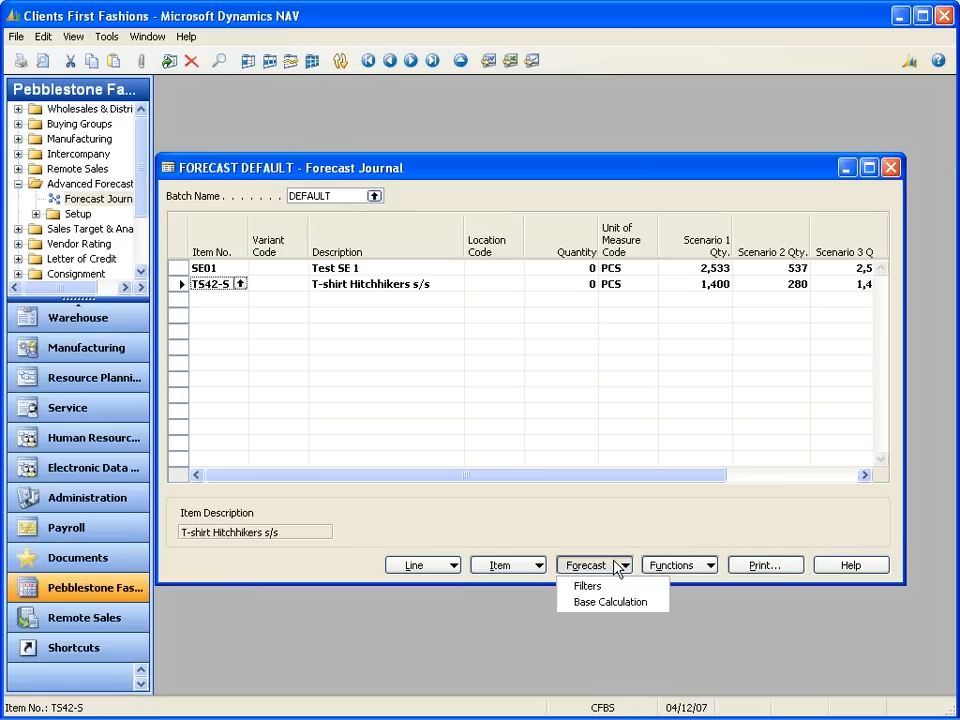 Clients First Fashions - Microsoft Dynamics NAV
File Edit View Tools Window Help
Pebblestone Fa...
Wholesales & Distri
Buying Groups
Manufacturing
Intercompany
Remote Sales
Advanced Forecast
Forecast Journ
Setup
Sales Target & Ana
Vendor Rating
Letter of Credit
Consignment
Warehouse
Manufacturing
Resource Planni...
Service
Human Resourc...
Electronic Data ...
Administration
Payroll
Documents
Pebblestone Fas...
Remote Sales
Shortcuts
FORECAST DEFAULT - Forecast Journal
Batch Name . . . . . . . DEFAULT
Item No. Variant Code Description Location Code Quantity Unit of Measure Code Scenario 1 Qty. Scenario 2 Qty. Scenario 3 Q
SE01 Test SE 1 0 PCS 2,533 537 2,5
TS42-S T-shirt Hitchhikers s/s 0 PCS 1,400 280 1,4
Item Description
T-shirt Hitchhikers s/s
Line Item Forecast Functions Print... Help
Filters
Base Calculation
Item No.: TS42-S CFBS 04/12/07